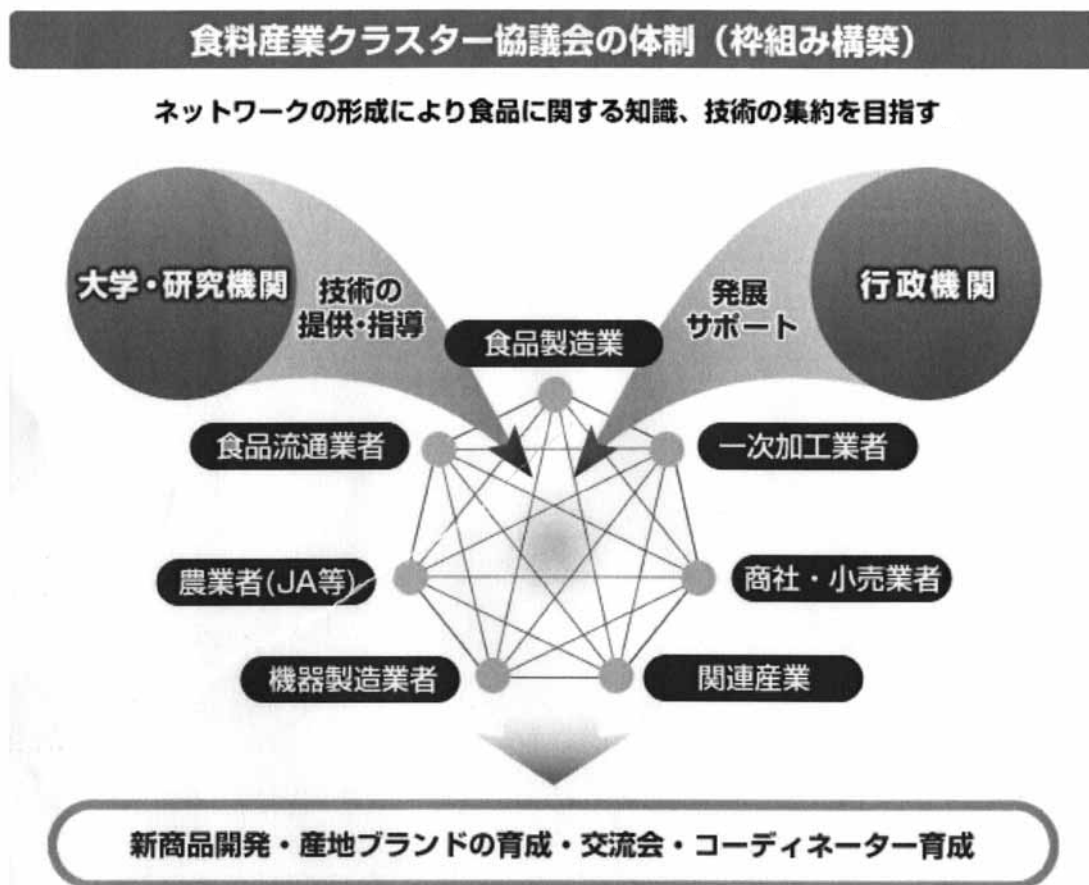 食料産業クラスター協議会の体制（枠組み構築）
ネットワークの形成により食品に関する知識、技術の集約を目指す
大学・研究機関
技術の
提供・指導
発展
サポート
行政機関
食品製造業
食品流通業者
一次加工業者
農業者(JA等)
商社・小売業者
機器製造業者
関連産業
新商品開発・産地ブランドの育成・交流会・コーディネーター育成